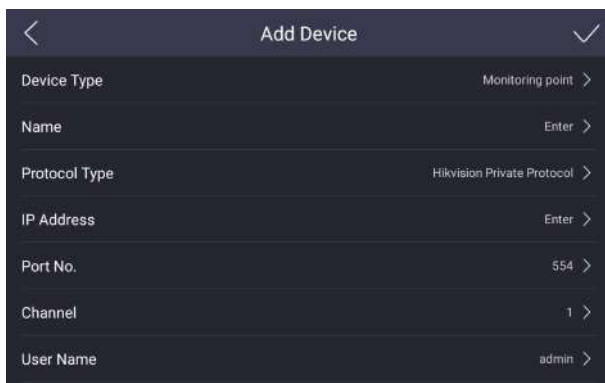 Add Device
Device Type Monitoring point
Name Enter
Protocol Type Hikvision Private Protocol
IP Address Enter
Port No. 554
Channel 1
User Name admin